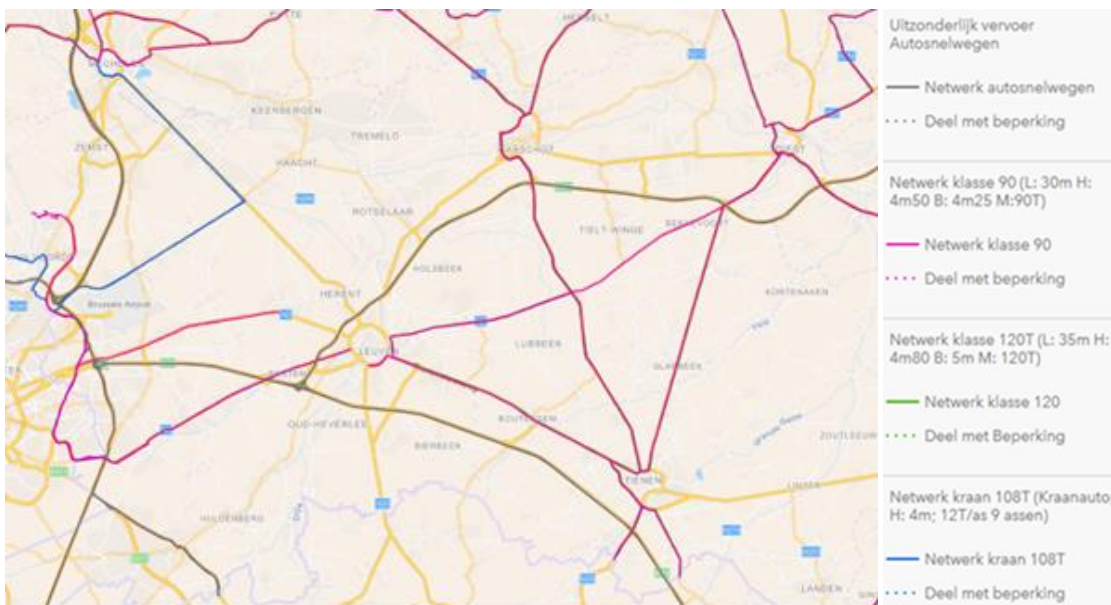 KEERBERGEN
TREMELO
HAACHT
ZEMST
ROTSELAAR
AARSCHOT
DIEST
TIELT-WINGE
BEKKEVOORT
HOLSBEEK
KORTENAKEN
Brussels Airport
HERENT
LEUVEN
LUBBEEK
GLABBEEK
OUD-HEVERLEE
BIERBEEK
BOUTERSEM
ZOUTLEEUW
TIENEN
LINTER
HULDENBERG
LANDEN
Uitzonderlijk vervoer
Autosnelwegen
Netwerk autosnelwegen
Deel met beperking
Netwerk klasse 90 (L: 30m H:
4m50 B: 4m25 M:90T)
Netwerk klasse 90
Deel met beperking
Netwerk klasse 120T (L: 35m H:
4m80 B: 5m M: 120T)
Netwerk klasse 120
Deel met Beperking
Netwerk kraan 108T (Kraanauto
H: 4m; 12T/as 9 assen)
Netwerk kraan 108T
Deel met beperking